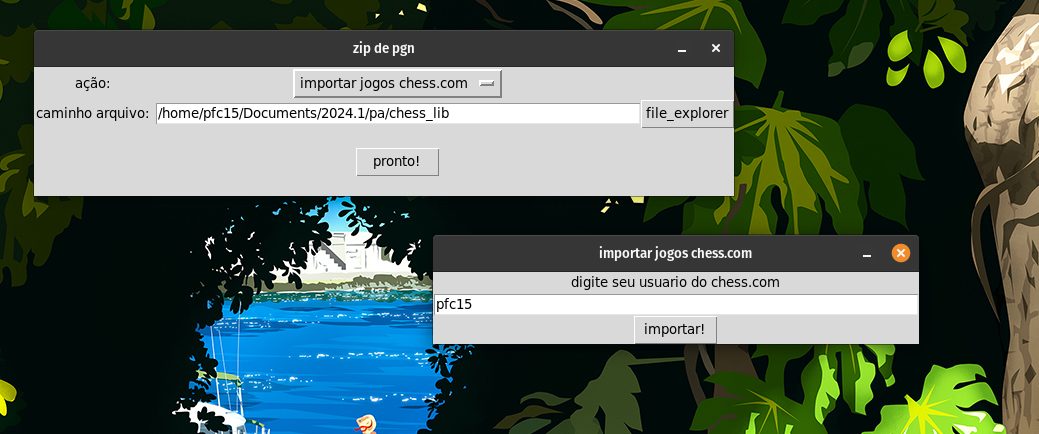 zip de pgn
ação: importar jogos chess.com
caminho arquivo: /home/pfc15/Documents/2024.1/pa/chess_lib file_explorer
pronto!
importar jogos chess.com
digite seu usuario do chess.com
pfc15
importar!